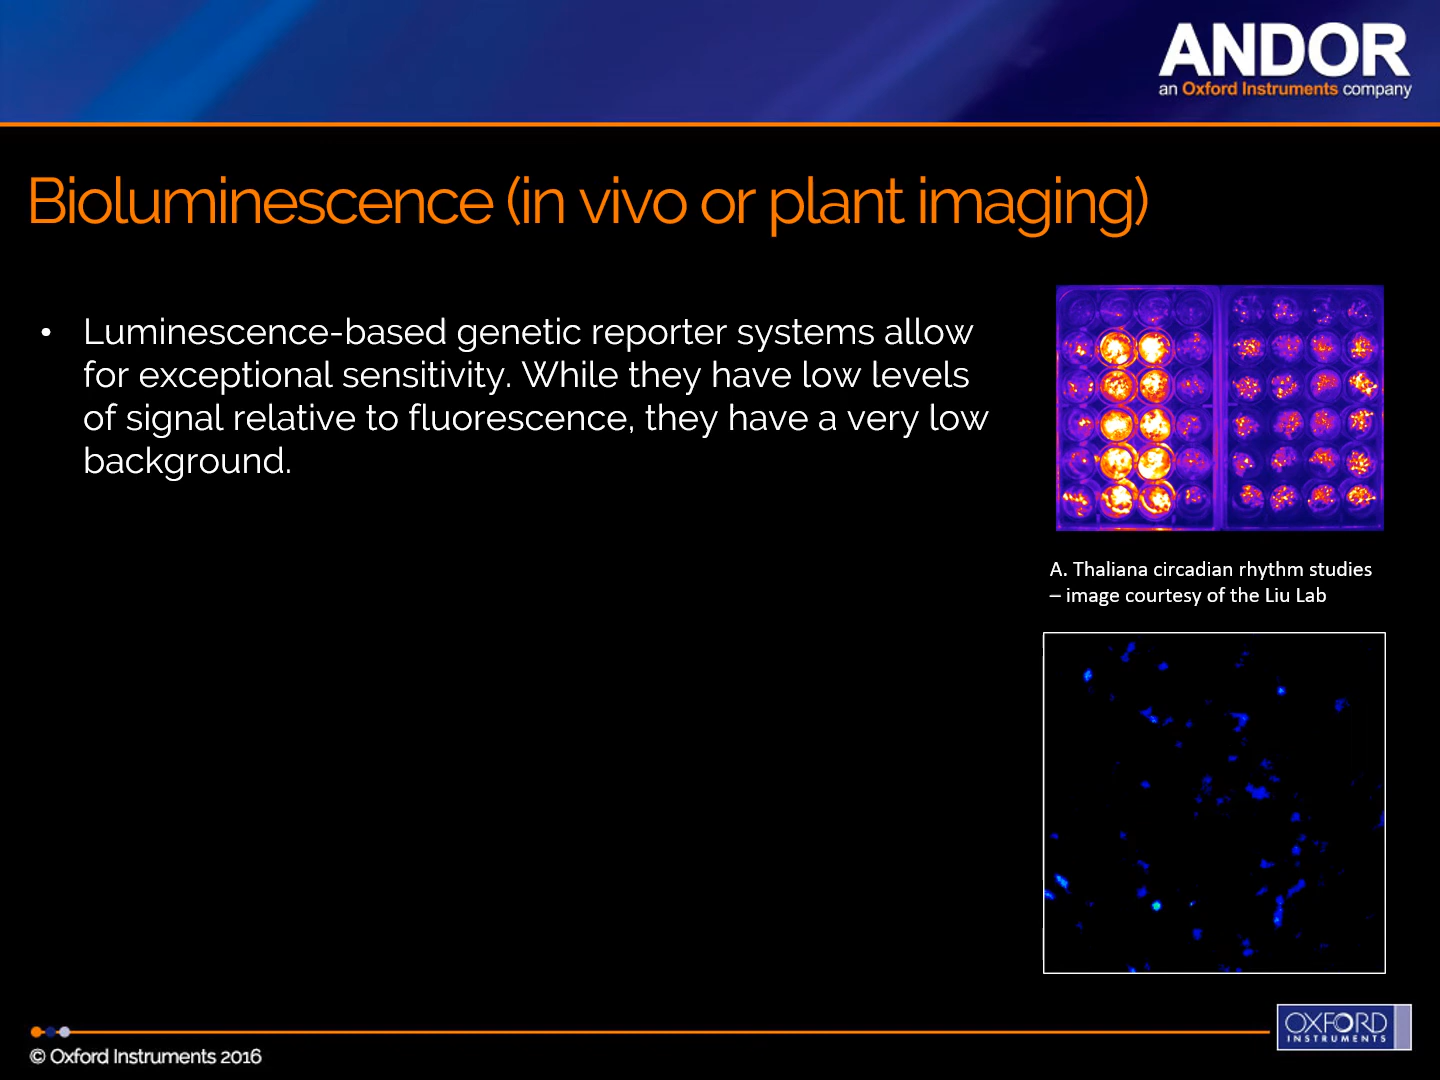 ANDOR
an Oxford Instruments company
Bioluminescence (in vivo or plant imaging)
• Luminescence-based genetic reporter systems allow
for exceptional sensitivity. While they have low levels
of signal relative to fluorescence, they have a very low
background.
A. Thaliana circadian rhythm studies
– image courtesy of the Liu Lab
OXFORD
INSTRUMENTS
© Oxford Instruments 2016